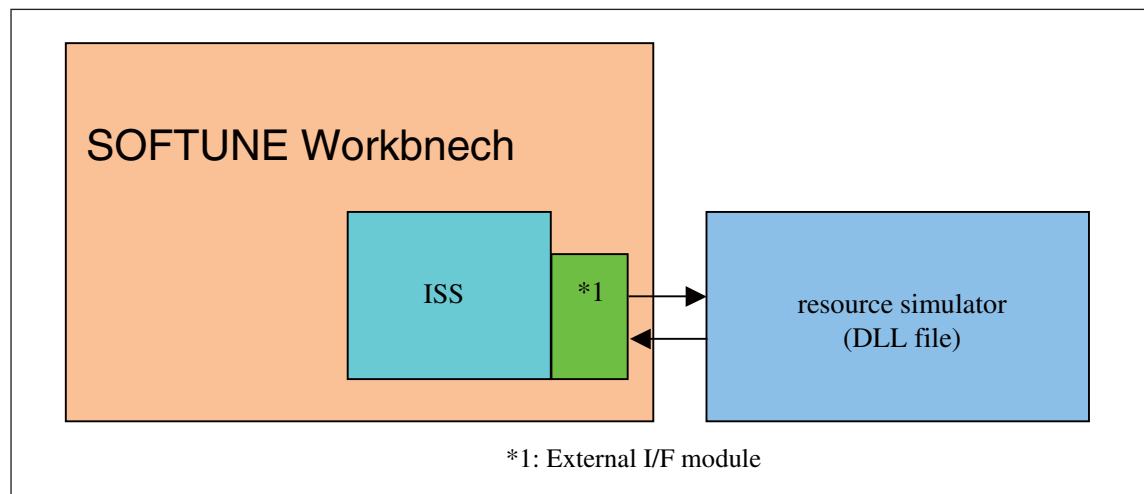 SOFTUNE Workbnech
ISS
*1
resource simulator
(DLL file)
*1: External I/F module